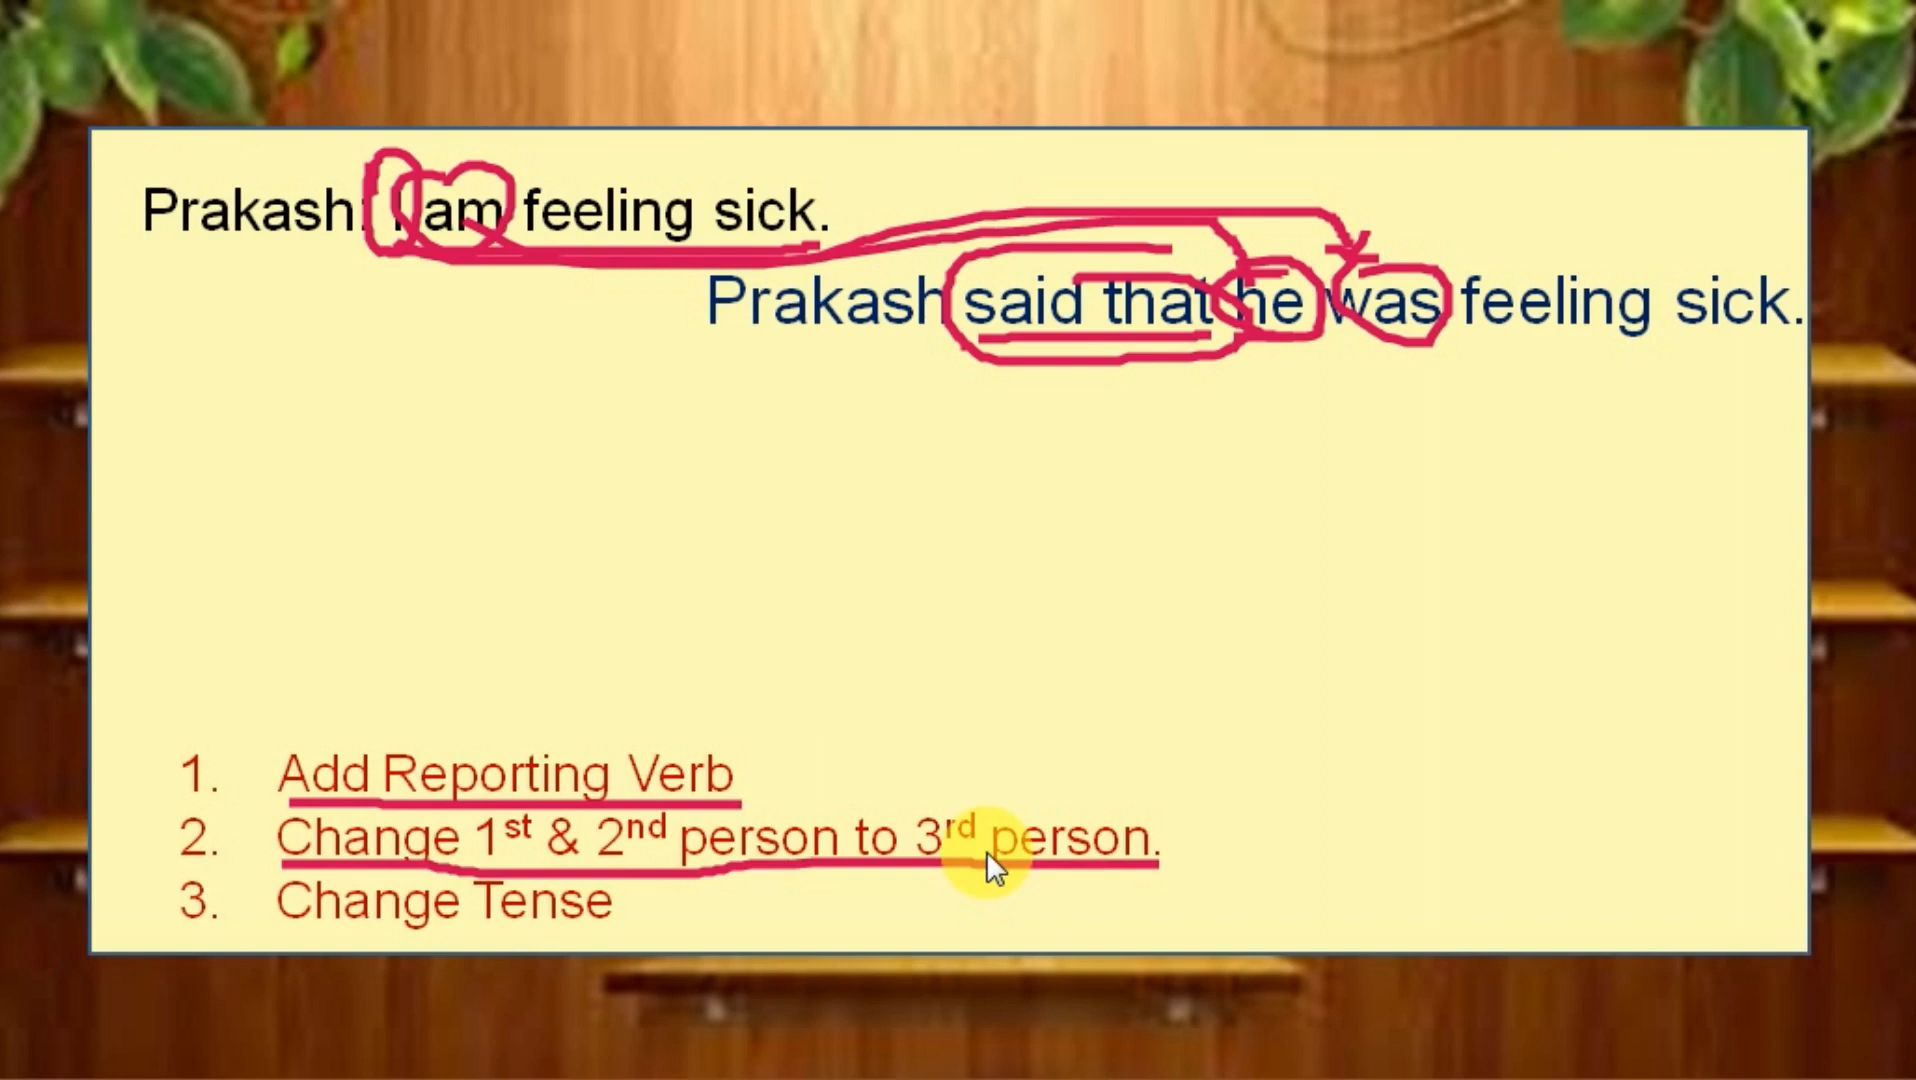 Prakash: I am feeling sick.
Prakash said that he was feeling sick.
1. Add Reporting Verb
2. Change 1st & 2nd person to 3rd person.
3. Change Tense